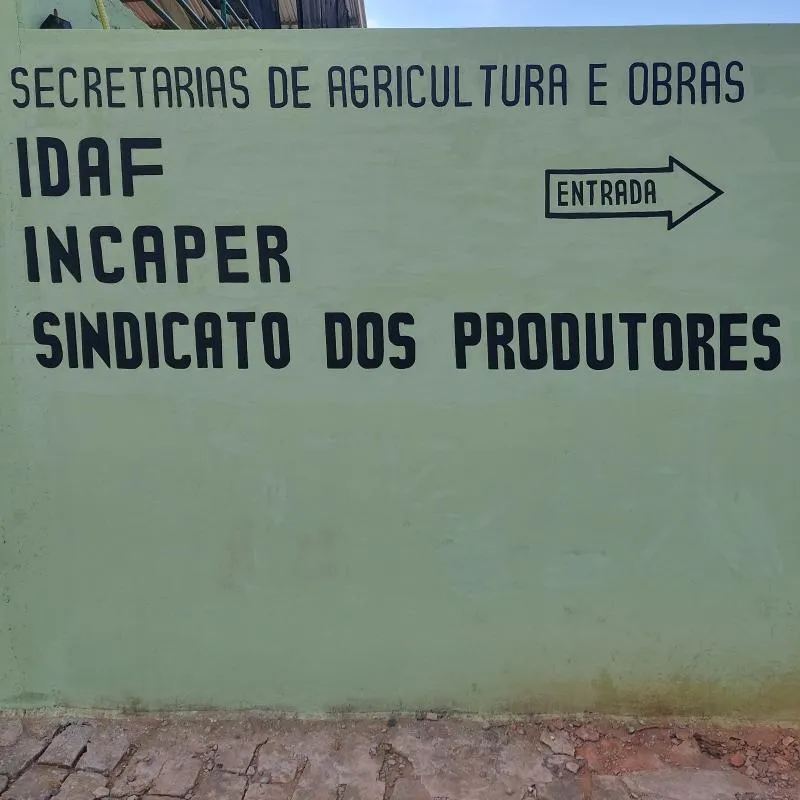 SECRETARIAS DE AGRICULTURA E OBRAS
IDAF
ENTRADA
INCAPER
SINDICATO DOS PRODUTORES